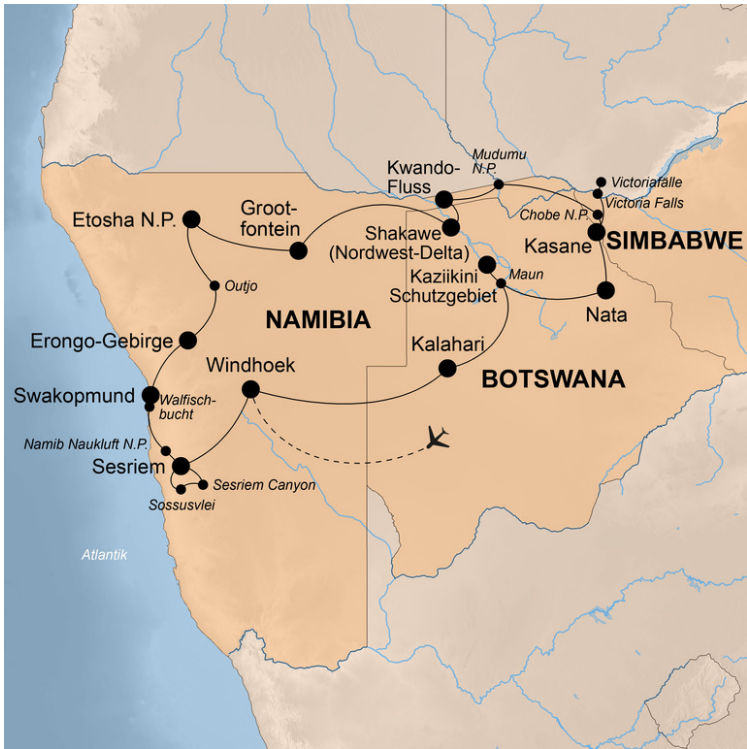 Mudumu
N.P.
Kwando-
Fluss
Victoriafälle
Victoria Falls
Etosha N.P.
Groot-
fontein
Chobe N.P.
Shakawe
(Nordwest-Delta)
Kasane
SIMBABWE
Kaziikini
Schutzgebiet
Maun
Outjo
NAMIBIA
Nata
Erongo-Gebirge
Kalahari
Windhoek
BOTSWANA
Swakopmund
Walfisch-
bucht
Namib Naukluft N.P.
Sesriem
Sesriem Canyon
Sossusvlei
Atlantik